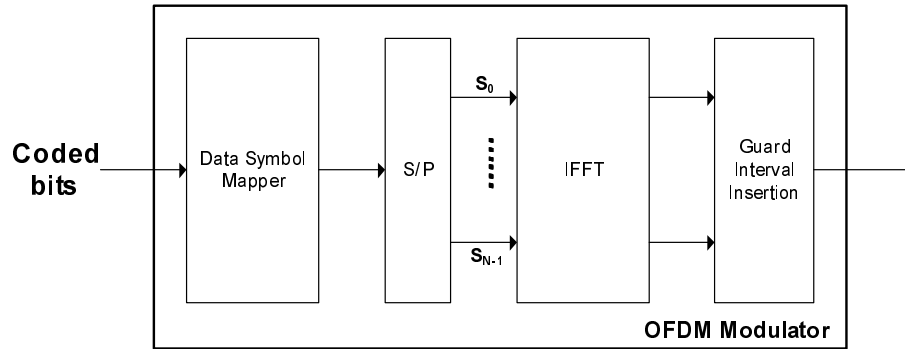 Coded
bits
Data Symbol
Mapper
S/P
S0
SN-1
IFFT
Guard
Interval
Insertion
OFDM Modulator